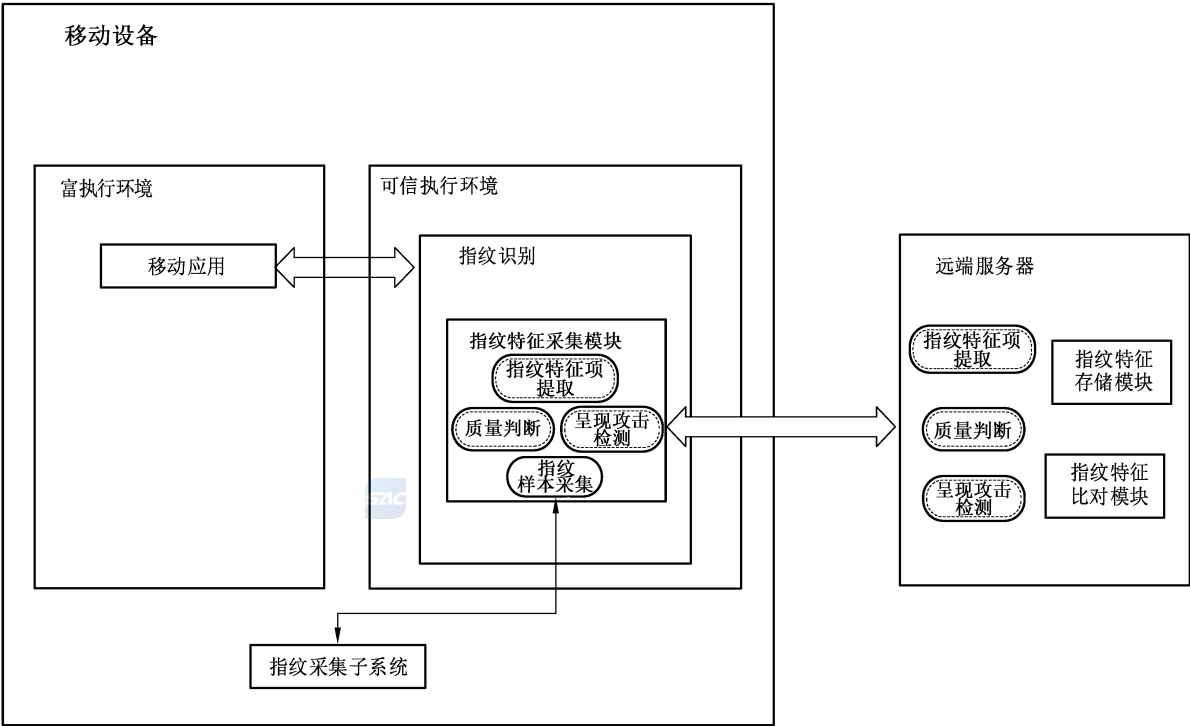 移动设备
富执行环境
移动应用
可信执行环境
指纹识别
指纹特征采集模块
指纹特征项
提取
质量判断
呈现攻击
检测
指纹
样本采集
SAC
指纹采集子系统
远端服务器
指纹特征项
提取
指纹特征
存储模块
质量判断
指纹特征
比对模块
呈现攻击
检测